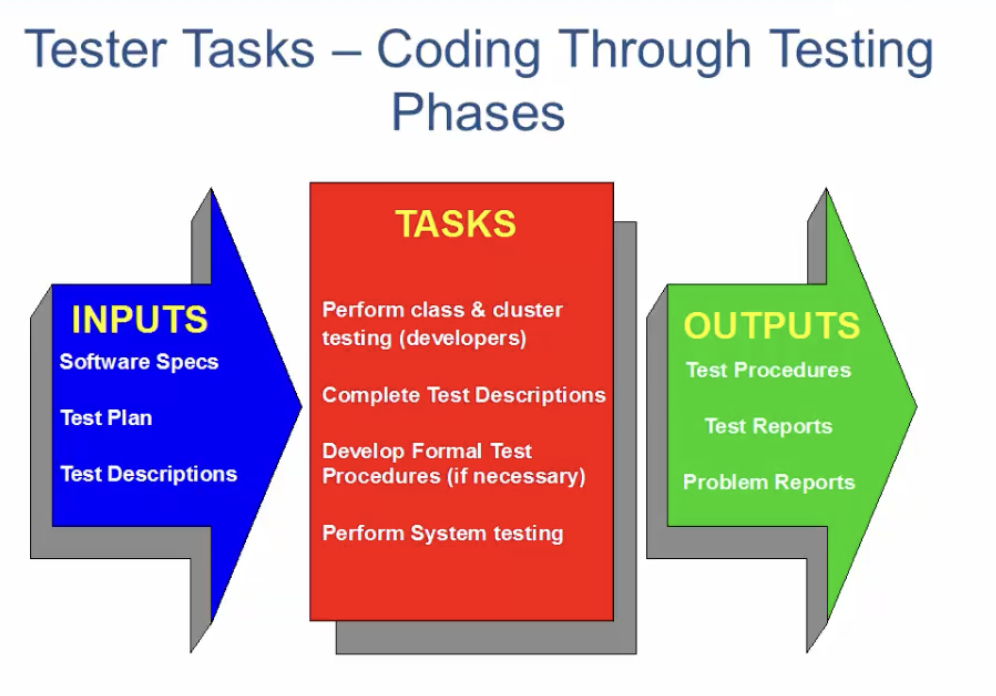 Tester Tasks – Coding Through Testing
Phases
INPUTS
Software Specs
Test Plan
Test Descriptions
TASKS
Perform class & cluster
testing (developers)
Complete Test Descriptions
Develop Formal Test
Procedures (if necessary)
Perform System testing
OUTPUTS
Test Procedures
Test Reports
Problem Reports